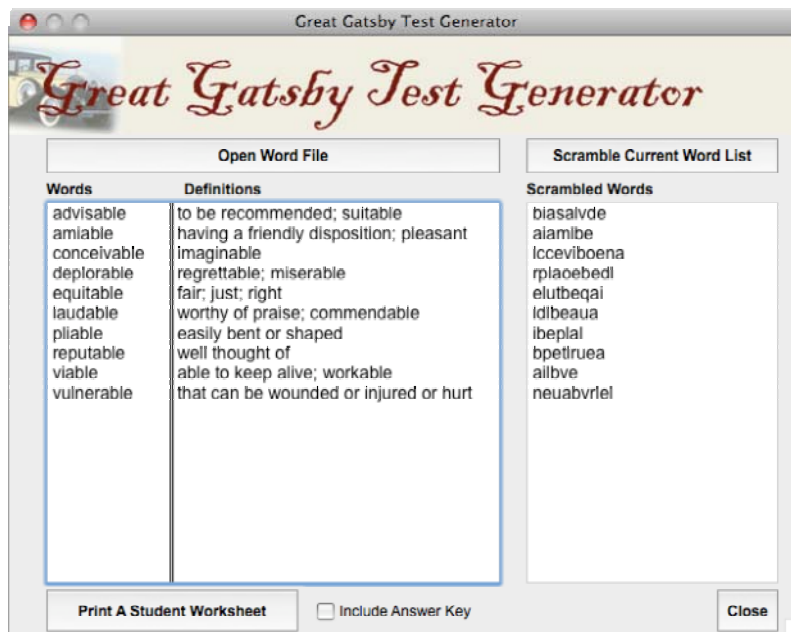 Great Gatsby Test Generator
Great Gatsby Test Generator
Open Word File
Scramble Current Word List
Words Definitions
Scrambled Words
advisable to be recommended; suitable
biasalvde
amiable having a friendly disposition; pleasant
aiamlbe
conceivable imaginable
lcceviboena
deplorable regrettable; miserable
rplaoebedl
equitable fair; just; right
elutbeqai
laudable worthy of praise; commendable
ldlbeaua
pliable easily bent or shaped
ibeplal
reputable well thought of
bpetlruea
viable able to keep alive; workable
ailbve
vulnerable that can be wounded or injured or hurt
neuabvrlel
Print A Student Worksheet
Include Answer Key
Close